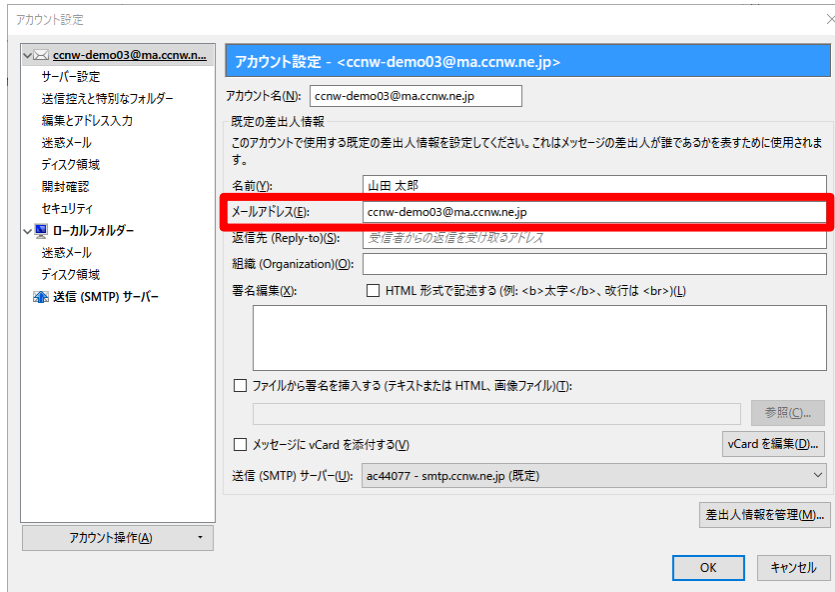 アカウント設定
ccnw-demo03@ma.ccnw.n...
サーバー設定
送信控えと特別なフォルダー
編集とアドレス入力
迷惑メール
ディスク領域
開封確認
セキュリティ
ローカルフォルダー
迷惑メール
ディスク領域
送信 (SMTP) サーバー
アカウント操作(A)
アカウント設定 - <ccnw-demo03@ma.ccnw.ne.jp>
アカウント名(N): ccnw-demo03@ma.ccnw.ne.jp
既定の差出人情報
このアカウントで使用する既定の差出人情報を設定してください。これはメッセージの差出人が誰であるかを表すために使用されま
す。
名前(Y): 山田 太郎
メールアドレス(E): ccnw-demo03@ma.ccnw.ne.jp
返信先 (Reply-to)(S): 受信者からの返信を受け取るアドレス
組織 (Organization)(O):
署名編集(X): HTML 形式で記述する (例: <b>太字</b>、改行は <br>)(L)
ファイルから署名を挿入する (テキストまたは HTML、画像ファイル)(T):
参照(C)...
メッセージに vCard を添付する(V) vCard を編集(D)...
送信 (SMTP) サーバー(U): ac44077 - smtp.ccnw.ne.jp (既定)
差出人情報を管理(M)...
OK キャンセル